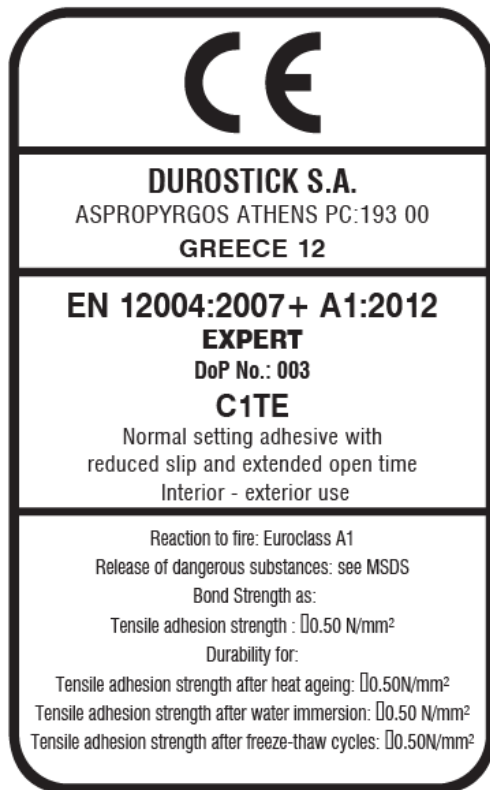 CE
DUROSTICK S.A.
ASPROPYRGOS ATHENS PC:193 00
GREECE 12
EN 12004:2007+ A1:2012
EXPERT
DoP No.: 003
C1TE
Normal setting adhesive with
reduced slip and extended open time
Interior - exterior use
Reaction to fire: Euroclass A1
Release of dangerous substances: see MSDS
Bond Strength as:
Tensile adhesion strength : ▯0.50 N/mm²
Durability for:
Tensile adhesion strength after heat ageing: ▯0.50N/mm²
Tensile adhesion strength after water immersion: ▯0.50 N/mm²
Tensile adhesion strength after freeze-thaw cycles: ▯0.50N/mm²